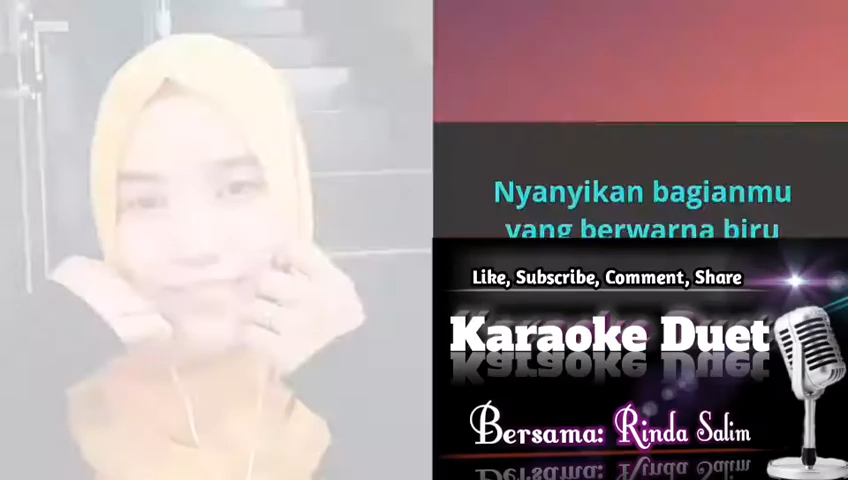 Nyanyikan bagianmu
yang berwarna biru
Like, Subscribe, Comment, Share
Karaoke Duet
Bersama: Rinda Salim